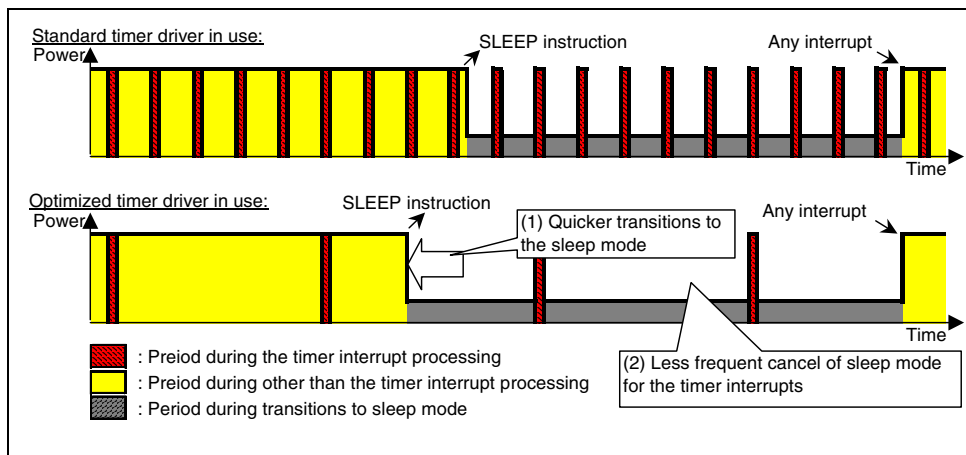 Standard timer driver in use:
Power
SLEEP instruction
Any interrupt
Time
Optimized timer driver in use:
Power
SLEEP instruction
(1) Quicker transitions to
the sleep mode
Any interrupt
Time
: Preiod during the timer interrupt processing
: Preiod during other than the timer interrupt processing
: Period during transitions to sleep mode
(2) Less frequent cancel of sleep mode
for the timer interrupts